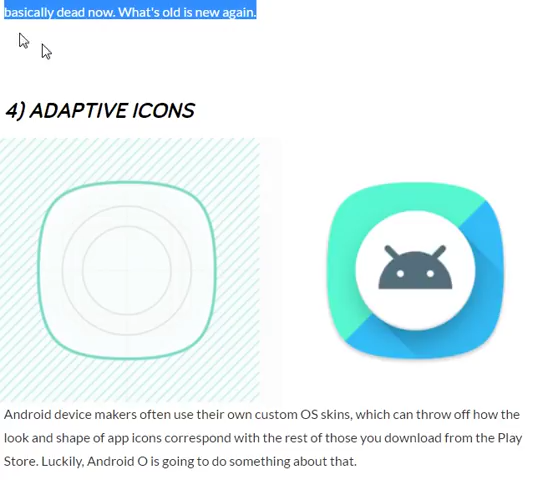 basically dead now. What's old is new again.
4) ADAPTIVE ICONS
Android device makers often use their own custom OS skins, which can throw off how the
look and shape of app icons correspond with the rest of those you download from the Play
Store. Luckily, Android O is going to do something about that.